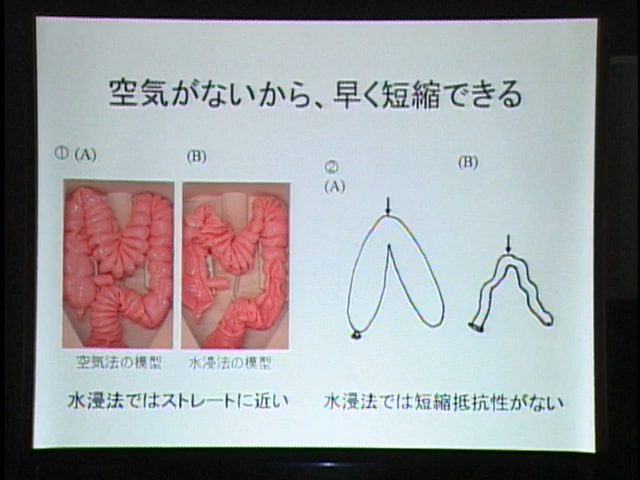 空気がないから、早く短縮できる
① (A)
(B)
②
(A)
(B)
空気法の模型
水浸法の模型
水浸法ではストレートに近い
水浸法では短縮抵抗性がない